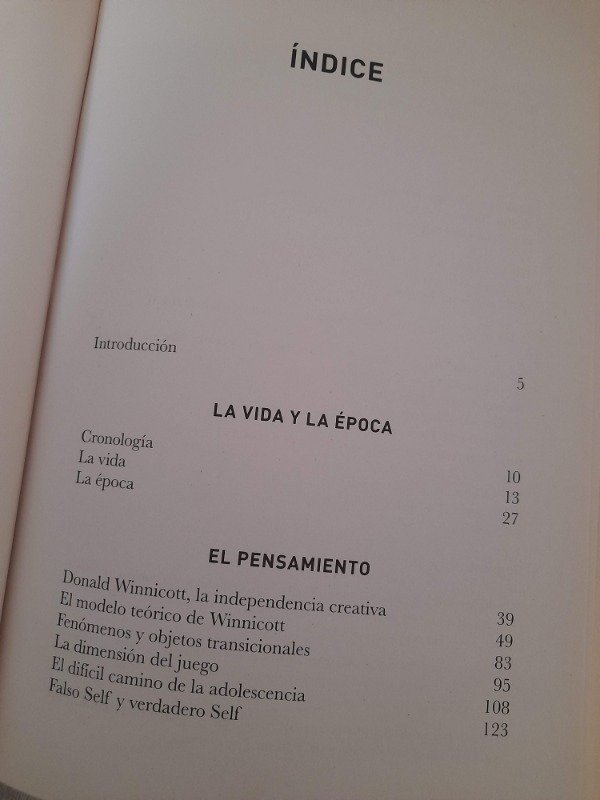 ÍNDICE
Introducción 5
LA VIDA Y LA ÉPOCA
Cronología 10
La vida 13
La época 27
EL PENSAMIENTO
Donald Winnicott, la independencia creativa 39
El modelo teórico de Winnicott 49
Fenómenos y objetos transicionales 83
La dimensión del juego 95
El difícil camino de la adolescencia 108
Falso Self y verdadero Self 123